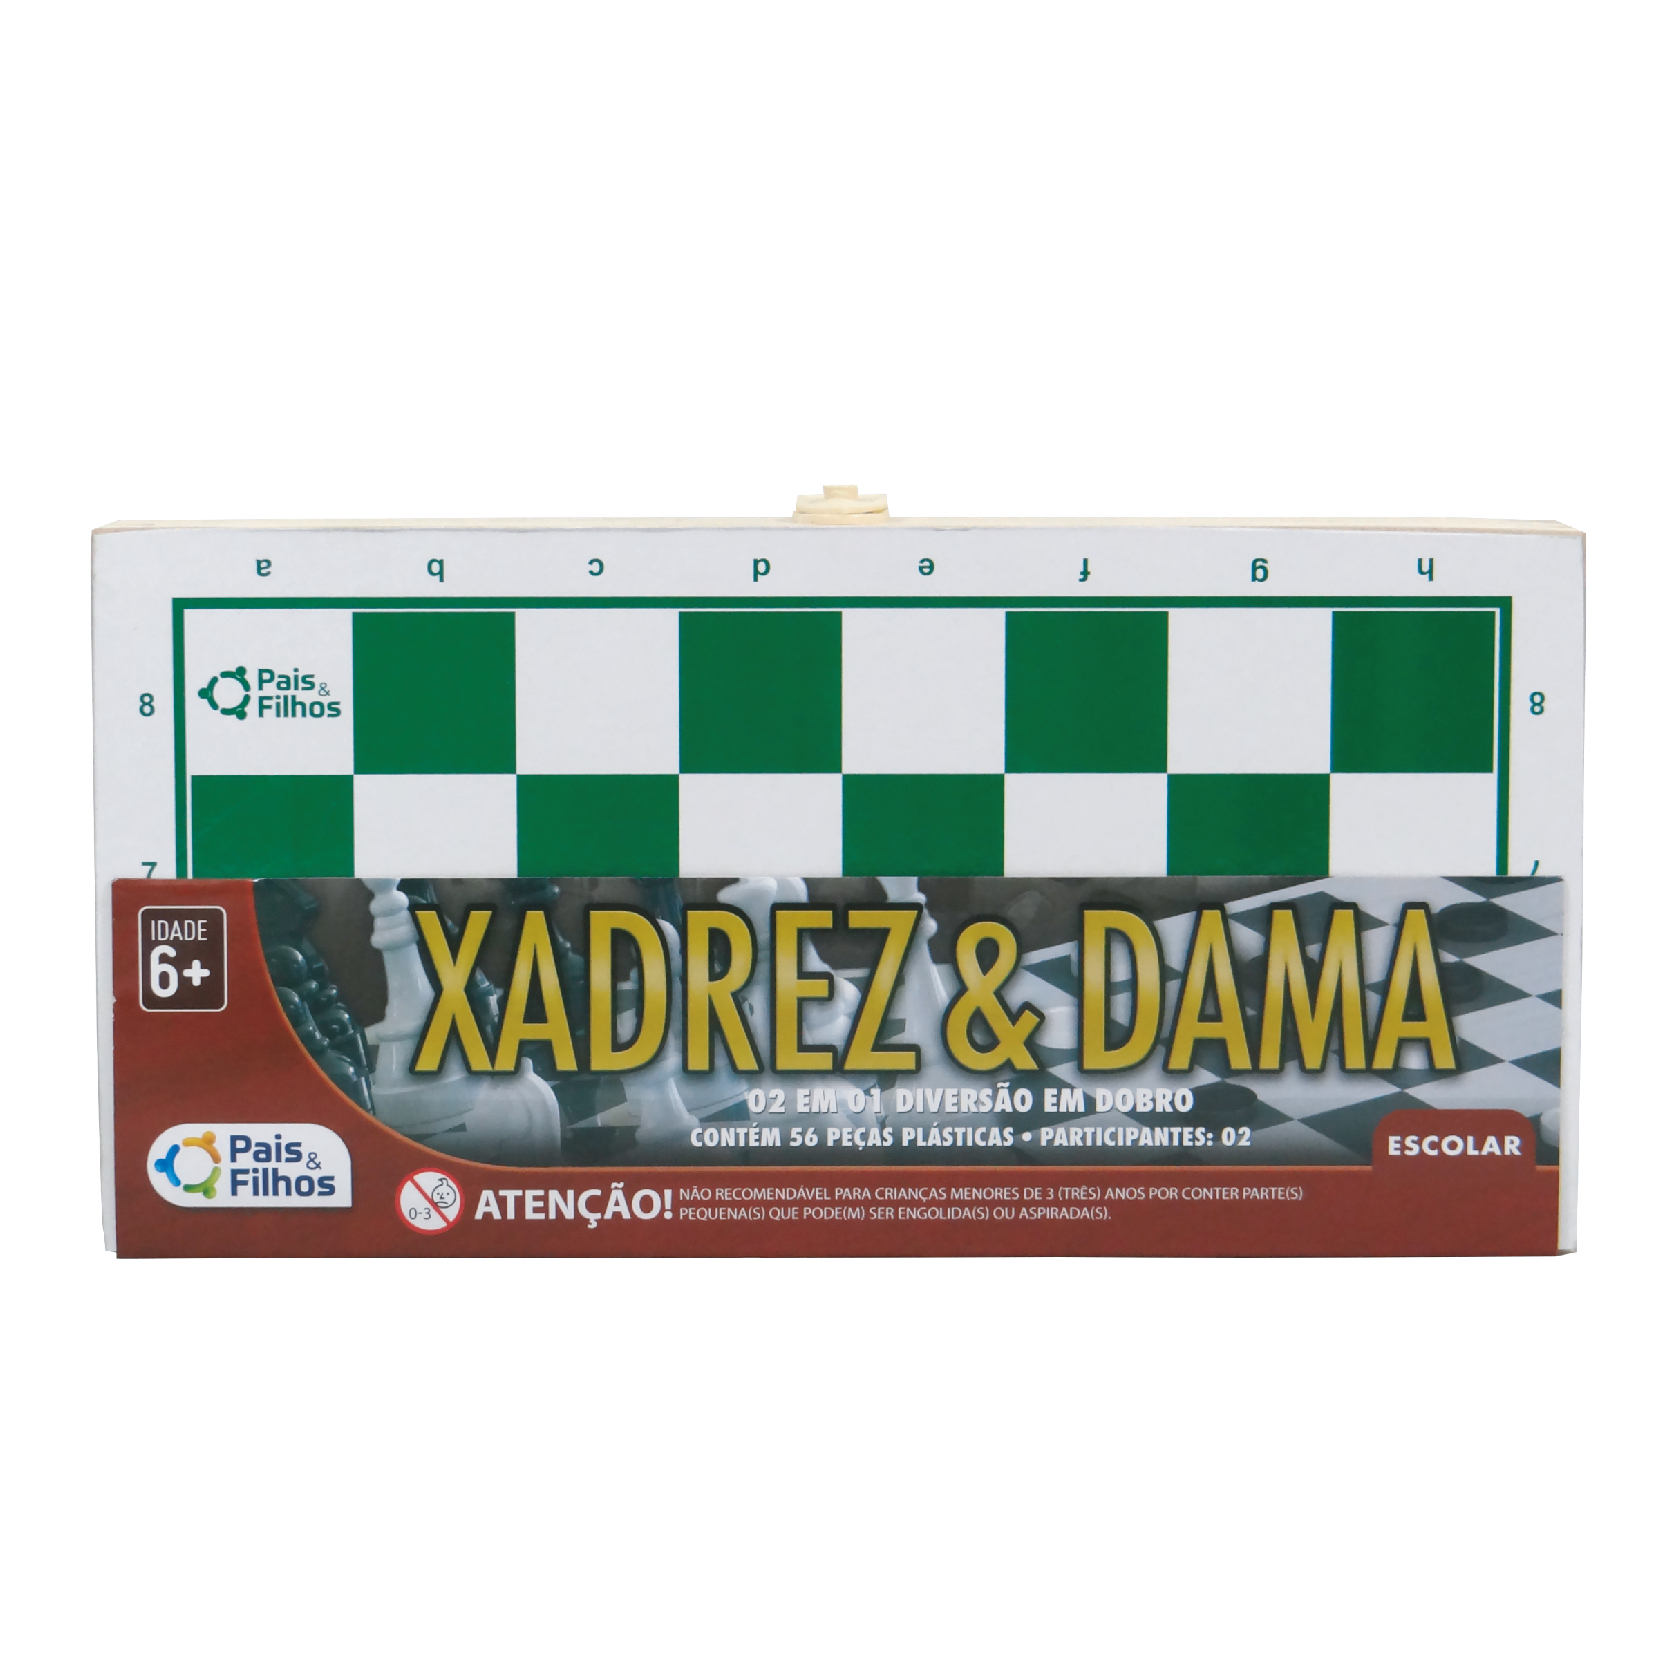 a b c d e f g h
Pais &
Filhos
8 8
7 7
IDADE
6+
XADREZ & DAMA
02 EM 01 DIVERSÃO EM DOBRO
CONTÉM 56 PEÇAS PLÁSTICAS • PARTICIPANTES: 02
ESCOLAR
Pais &
Filhos
0-3
ATENÇÃO! NÃO RECOMENDÁVEL PARA CRIANÇAS MENORES DE 3 (TRÊS) ANOS POR CONTER PARTE(S)
PEQUENA(S) QUE PODE(M) SER ENGOLIDA(S) OU ASPIRADA(S).